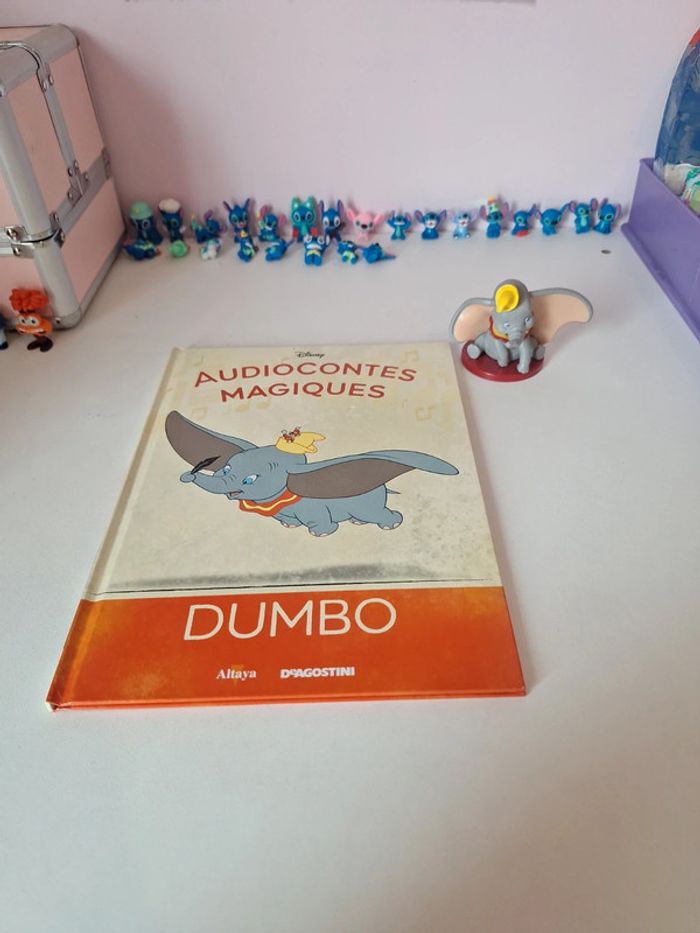 Disney
AUDIOCONTES
MAGIQUES
DUMBO
Altaya DeAGOSTINI